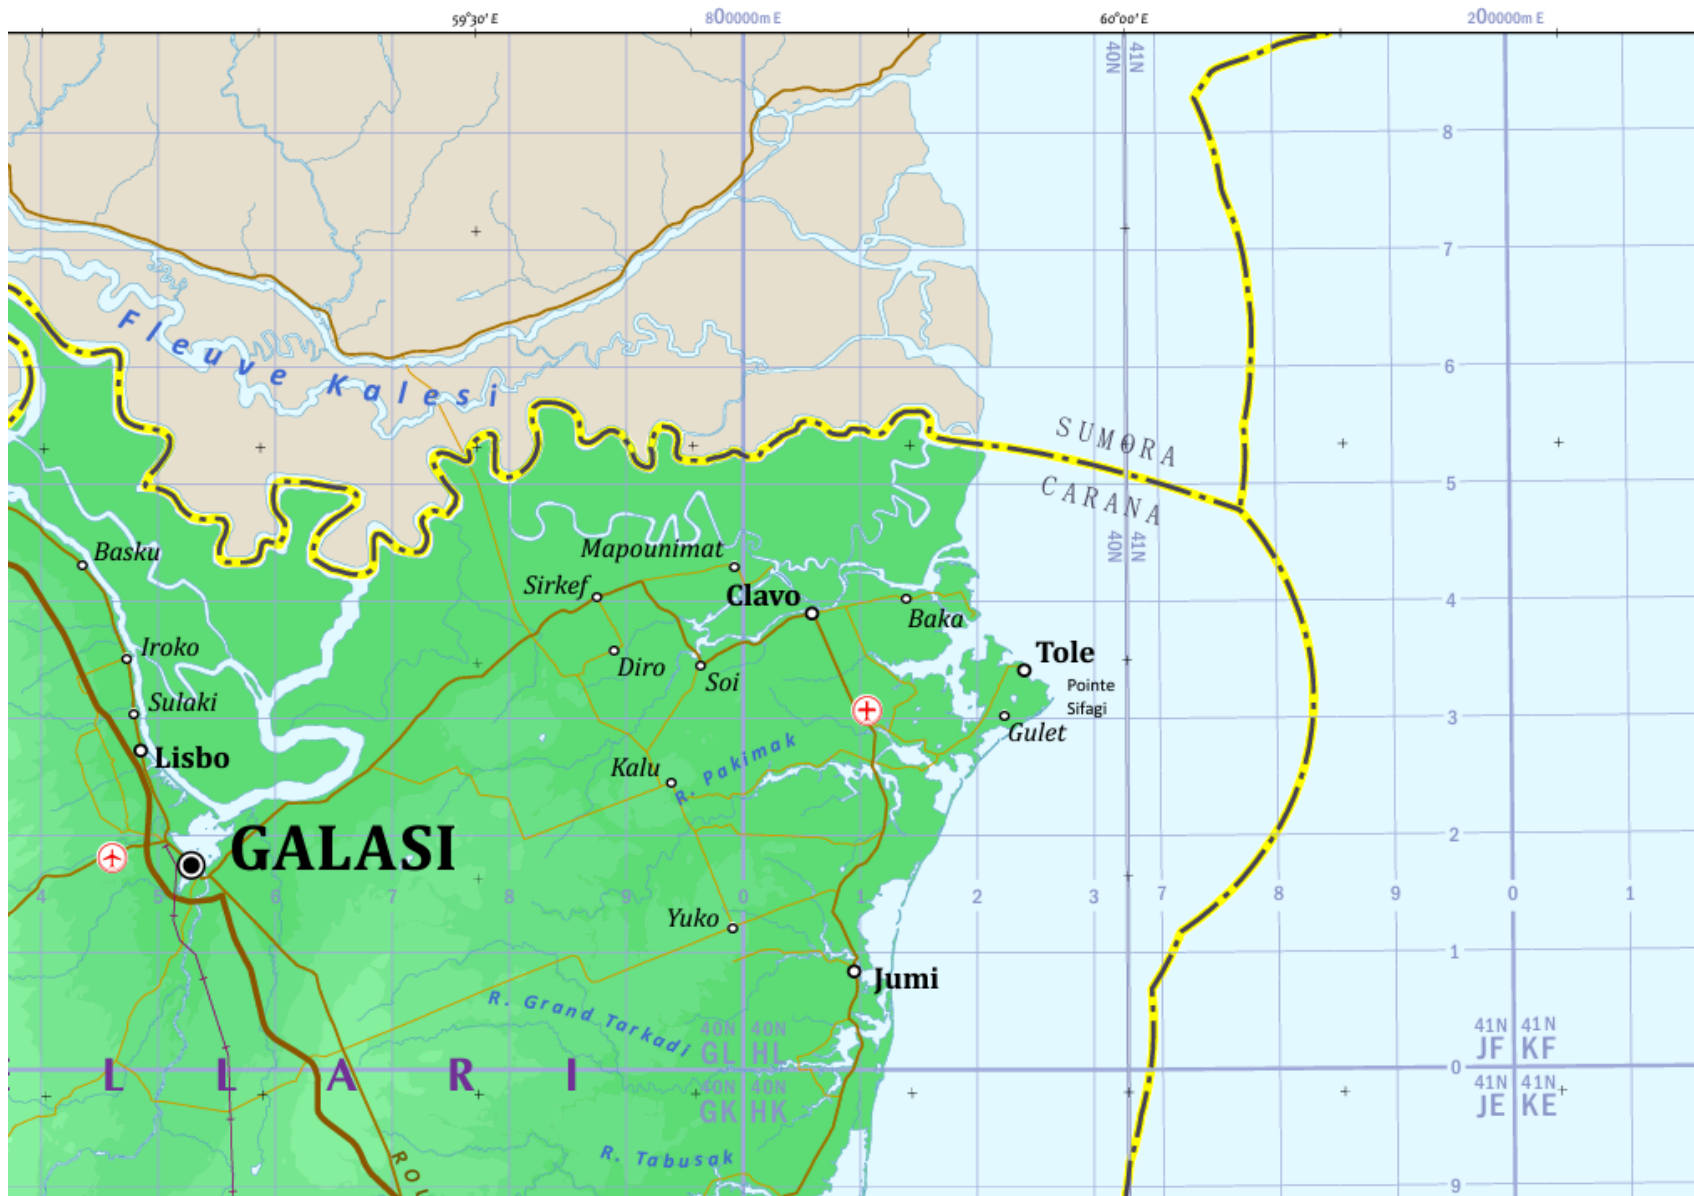 59°30' E
800000m E
60°00' E
200000m E
40N
41N
8
7
Fleuve Kalesi
6
SUMORA
CARANA
5
40N
41N
Basku
Mapounimat
Sirkef
Clavo
4
Baka
Iroko
Diro
Soi
Tole
Pointe
Sifagi
Sulaki
3
Gulet
Lisbo
Kalu
R. Pakimak
GALASI
2
4 5 6 7 8 9 0 1 2 3 7 8 9 0 1
Yuko
1
Jumi
R. Grand Tarkadi
40N 40N
GL HL
41N 41N
JF KF
L L A R I
0
40N 40N
GK HK
41N 41N
JE KE
R. Tabusak
ROU
9